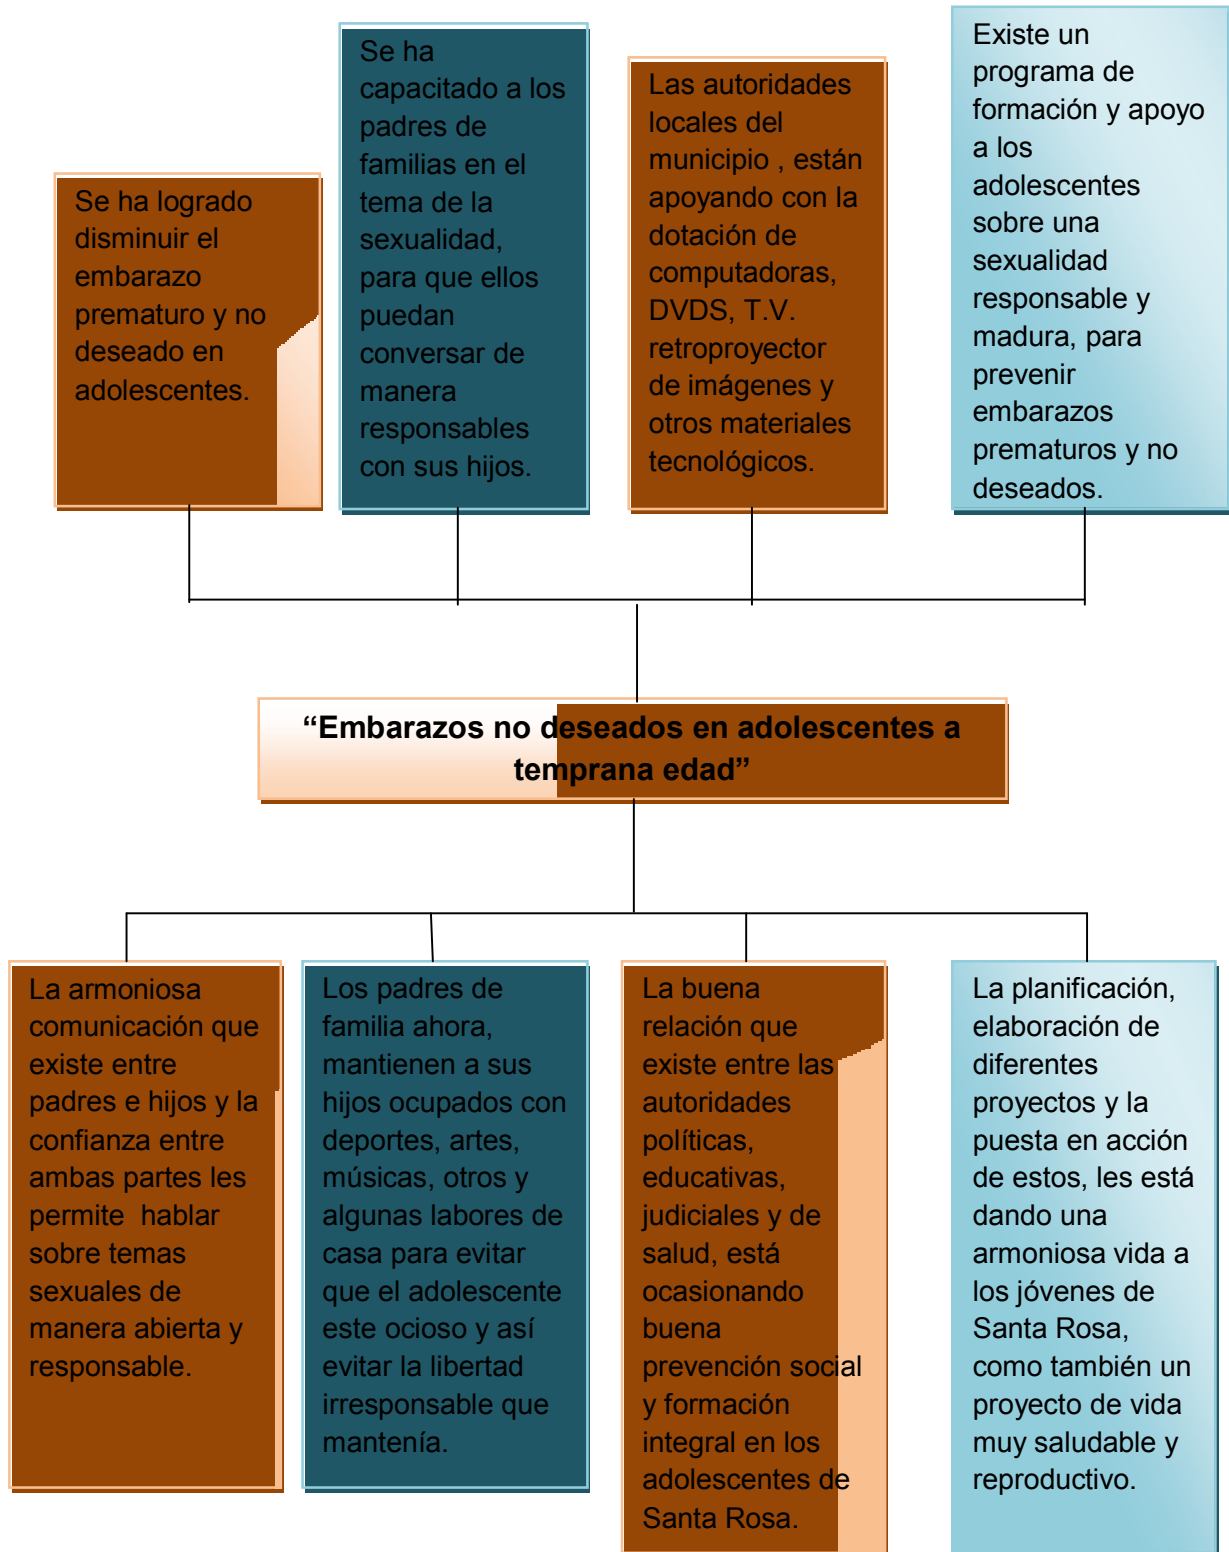 Se ha logrado
disminuir el
embarazo
prematuro y no
deseado en
adolescentes.
Se ha
capacitado a los
padres de
familias en el
tema de la
sexualidad,
para que ellos
puedan
conversar de
manera
responsables
con sus hijos.
Las autoridades
locales del
municipio , están
apoyando con la
dotación de
computadoras,
DVDS, T.V.
retroproyector
de imágenes y
otros materiales
tecnológicos.
Existe un
programa de
formación y apoyo
a los
adolescentes
sobre una
sexualidad
responsable y
madura, para
prevenir
embarazos
prematuros y no
deseados.
“Embarazos no deseados en adolescentes a
temprana edad”
La armoniosa
comunicación que
existe entre
padres e hijos y la
confianza entre
ambas partes les
permite  hablar
sobre temas
sexuales de
manera abierta y
responsable.
Los padres de
familia ahora,
mantienen a sus
hijos ocupados con
deportes, artes,
músicas, otros y
algunas labores de
casa para evitar
que el adolescente
este ocioso y así
evitar la libertad
irresponsable que
mantenía.
La buena
relación que
existe entre las
autoridades
políticas,
educativas,
judiciales y de
salud, está
ocasionando
buena
prevención social
y formación
integral en los
adolescentes de
Santa Rosa.
La planificación,
elaboración de
diferentes
proyectos y la
puesta en acción
de estos, les está
dando una
armoniosa vida a
los jóvenes de
Santa Rosa,
como también un
proyecto de vida
muy saludable y
reproductivo.